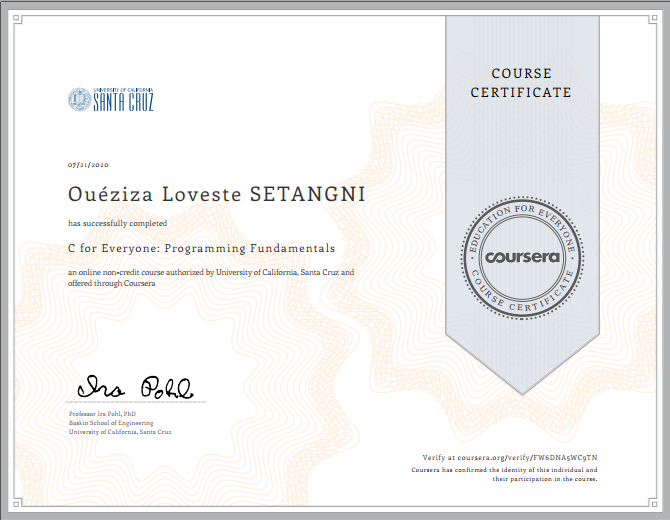 COURSE
CERTIFICATE
UNIVERSITY OF CALIFORNIA
SANTA CRUZ
07/21/2020
Ouéziza Loveste SETANGNI
has successfully completed
C for Everyone: Programming Fundamentals
an online non-credit course authorized by University of California, Santa Cruz and
offered through Coursera
EDUCATION FOR EVERYONE
coursera
COURSE CERTIFICATE
Ira Pohl
Professor Ira Pohl, PhD
Baskin School of Engineering
University of California, Santa Cruz
Verify at coursera.org/verify/FW6DNA5WC9TN
Coursera has confirmed the identity of this individual and
their participation in the course.